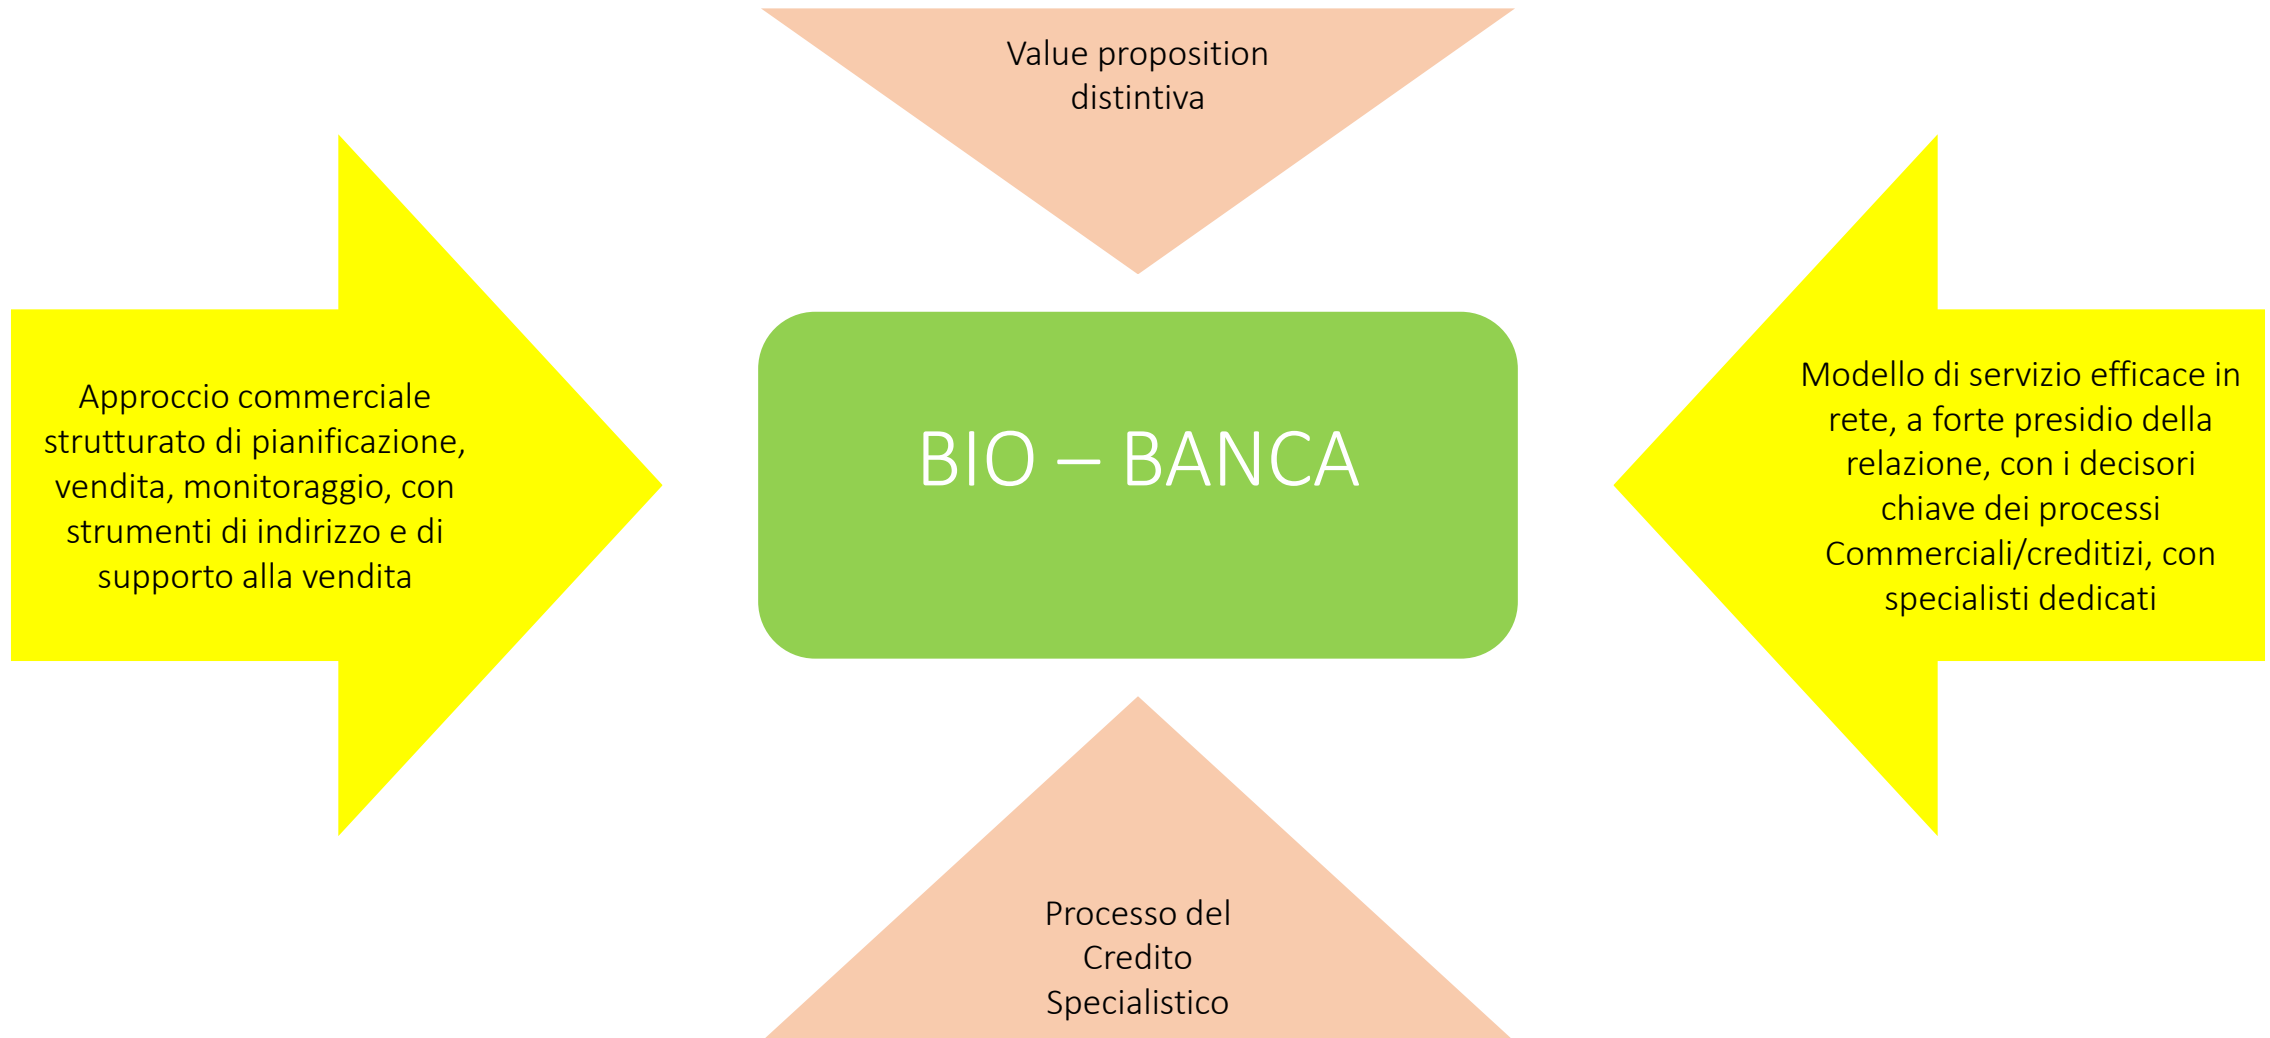 Value proposition
distintiva
Approccio commerciale
strutturato di pianificazione,
vendita, monitoraggio, con
strumenti di indirizzo e di
supporto alla vendita
BIO – BANCA
Modello di servizio efficace in
rete, a forte presidio della
relazione, con i decisori
chiave dei processi
Commerciali/creditizi, con
specialisti dedicati
Processo del
Credito
Specialistico